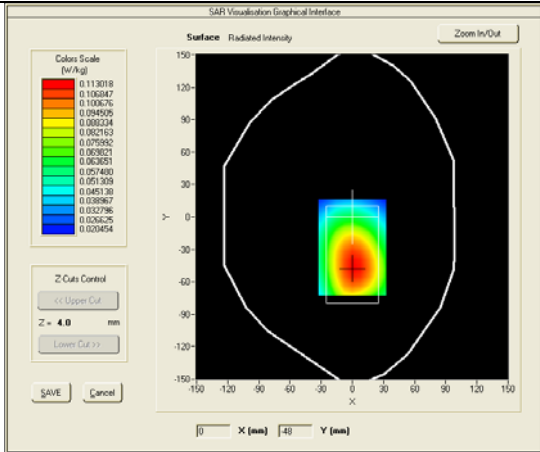 SAR Visualisation Graphical Interface
Surface Radiated Intensity
Zoom In/Out
Colors Scale
(W/kg)
0.113018
0.106847
0.100676
0.094505
0.088334
0.082163
0.075992
0.069821
0.063651
0.057480
0.051309
0.045138
0.038967
0.032796
0.026625
0.020454
Z Cuts Control
<< Upper Cut
Z = 4.0 mm
Lower Cut >>
SAVE Cancel
150
120
90
60
30
0
-30
-60
-90
-120
-150
Y
-150 -120 -90 -60 -30 0 30 60 90 120 150
X
0 X (mm) -48 Y (mm)